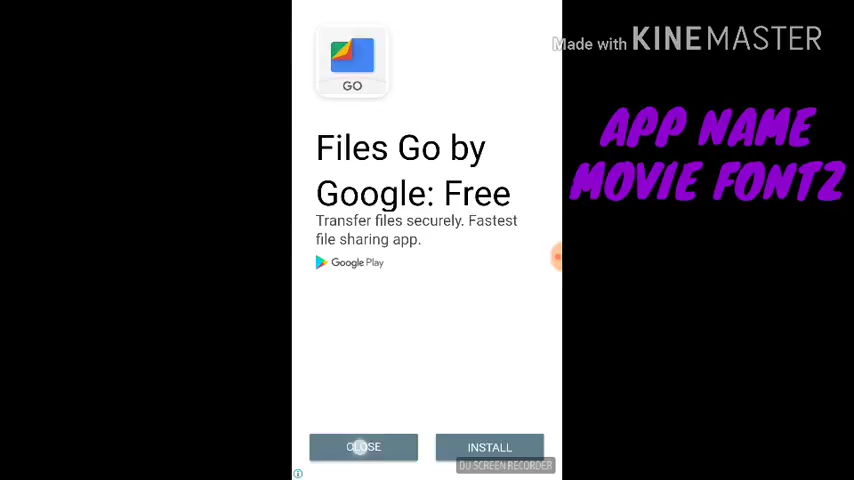 Made with KINEMASTER
GO
APP NAME
MOVIE FONTZ
Files Go by
Google: Free
Transfer files securely. Fastest
file sharing app.
Google Play
CLOSE
INSTALL
DU SCREEN RECORDER